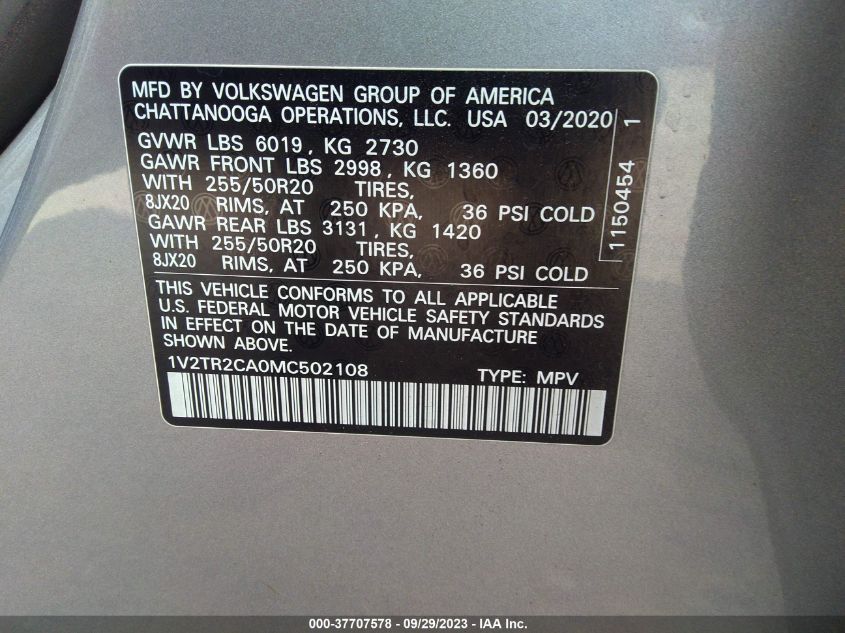 MFD BY VOLKSWAGEN GROUP OF AMERICA
CHATTANOOGA OPERATIONS, LLC. USA 03/2020
GVWR LBS 6019, KG 2730
GAWR FRONT LBS 2998, KG 1360
WITH 255/50R20 TIRES,
8JX20 RIMS, AT 250 KPA, 36 PSI COLD
GAWR REAR LBS 3131, KG 1420
WITH 255/50R20 TIRES,
8JX20 RIMS, AT 250 KPA, 36 PSI COLD
1150454 1
THIS VEHICLE CONFORMS TO ALL APPLICABLE
U.S. FEDERAL MOTOR VEHICLE SAFETY STANDARDS
IN EFFECT ON THE DATE OF MANUFACTURE
SHOWN ABOVE.
1V2TR2CA0MC502108 TYPE: MPV
000-37707578 - 09/29/2023 - IAA Inc.